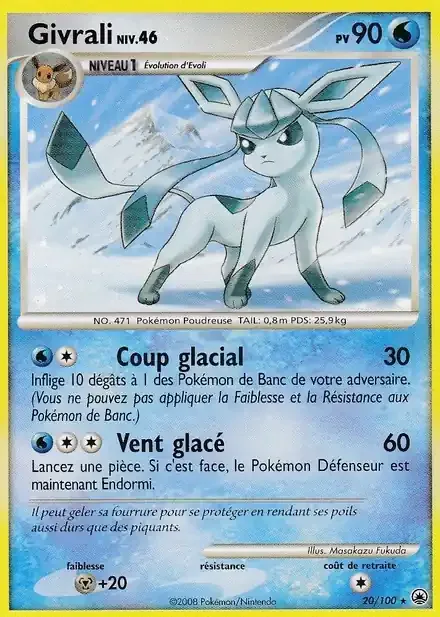 Givrali NIV.46
PV 90
NIVEAU 1 Évolution d'Evoli
NO. 471 Pokémon Poudreuse TAIL: 0,8m PDS: 25,9kg
Coup glacial 30
Inflige 10 dégâts à 1 des Pokémon de Banc de votre adversaire.
(Vous ne pouvez pas appliquer la Faiblesse et la Résistance aux
Pokémon de Banc.)
Vent glacé 60
Lancez une pièce. Si c'est face, le Pokémon Défenseur est
maintenant Endormi.
Il peut geler sa fourrure pour se protéger en rendant ses poils
aussi durs que des piquants.
Illus. Masakazu Fukuda
faiblesse résistance coût de retraite
+20
©2008 Pokémon/Nintendo
20/100 ★